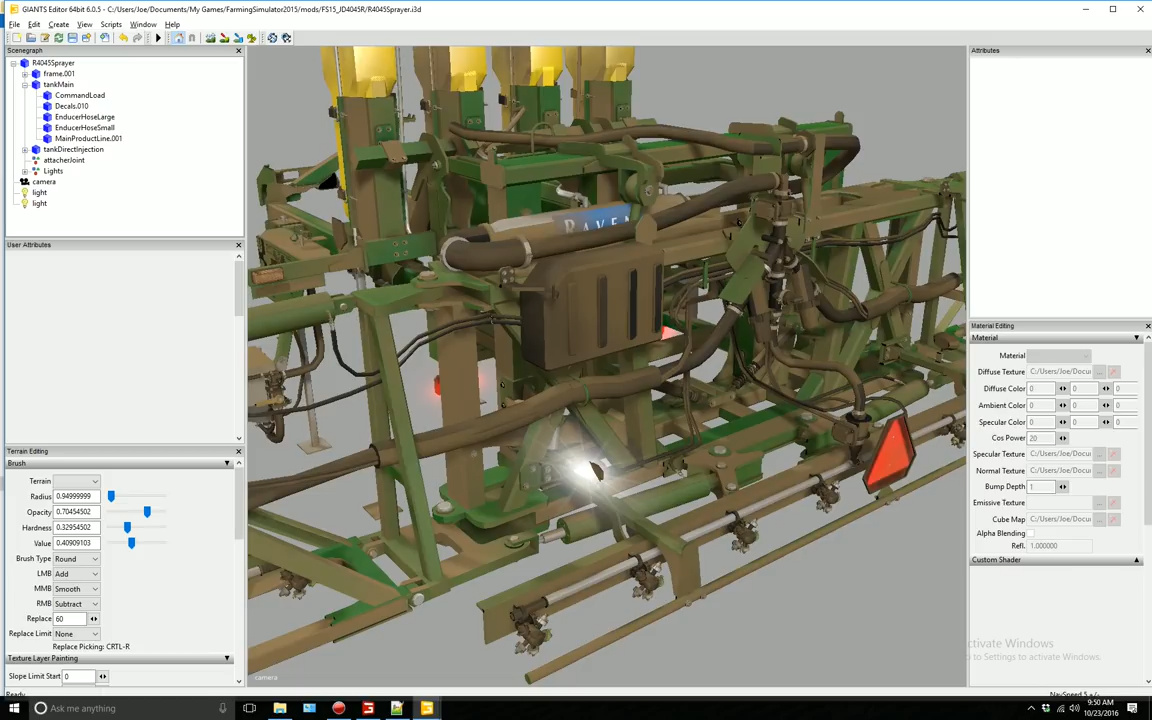 GIANTS Editor 64bit 6.0.5 - C:/Users/Joe/Documents/My Games/FarmingSimulator2015/mods/FS15_JD4045R/R4045Sprayer.i3d
File Edit Create View Scripts Window Help
Scenegraph
R4045Sprayer
frame.001
tankMain
CommandLoad
Decals.010
EnducerHoseLarge
EnducerHoseSmall
MainProductLine.001
tankDirectInjection
attacherJoint
Lights
camera
light
light
User Attributes
Terrain Editing
Brush
Terrain
Radius 0.94999999
Opacity 0.70454502
Hardness 0.32954502
Value 0.40909103
Brush Type Round
LMB Add
MMB Smooth
RMB Subtract
Replace 60
Replace Limit None
Replace Picking: CRTL-R
Texture Layer Painting
Slope Limit Start 0
Ready
RAVEN
camera
Attributes
Material Editing
Material
Material
Diffuse Texture C:/Users/Joe/Docu ...
Diffuse Color 0 0 0
Ambient Color 0 0 0
Specular Color 0 0 0
Cos Power 20
Specular Texture C:/Users/Joe/Docu ...
Normal Texture C:/Users/Joe/Docu ...
Bump Depth 1
Emissive Texture ...
Cube Map C:/Users/Joe/Docu ...
Alpha Blending
Refl. 1.000000
Custom Shader
ctivate Windows
to Settings to activate Windows.
NavSpeed 5 +/-
Ask me anything
9:50 AM
10/23/2016